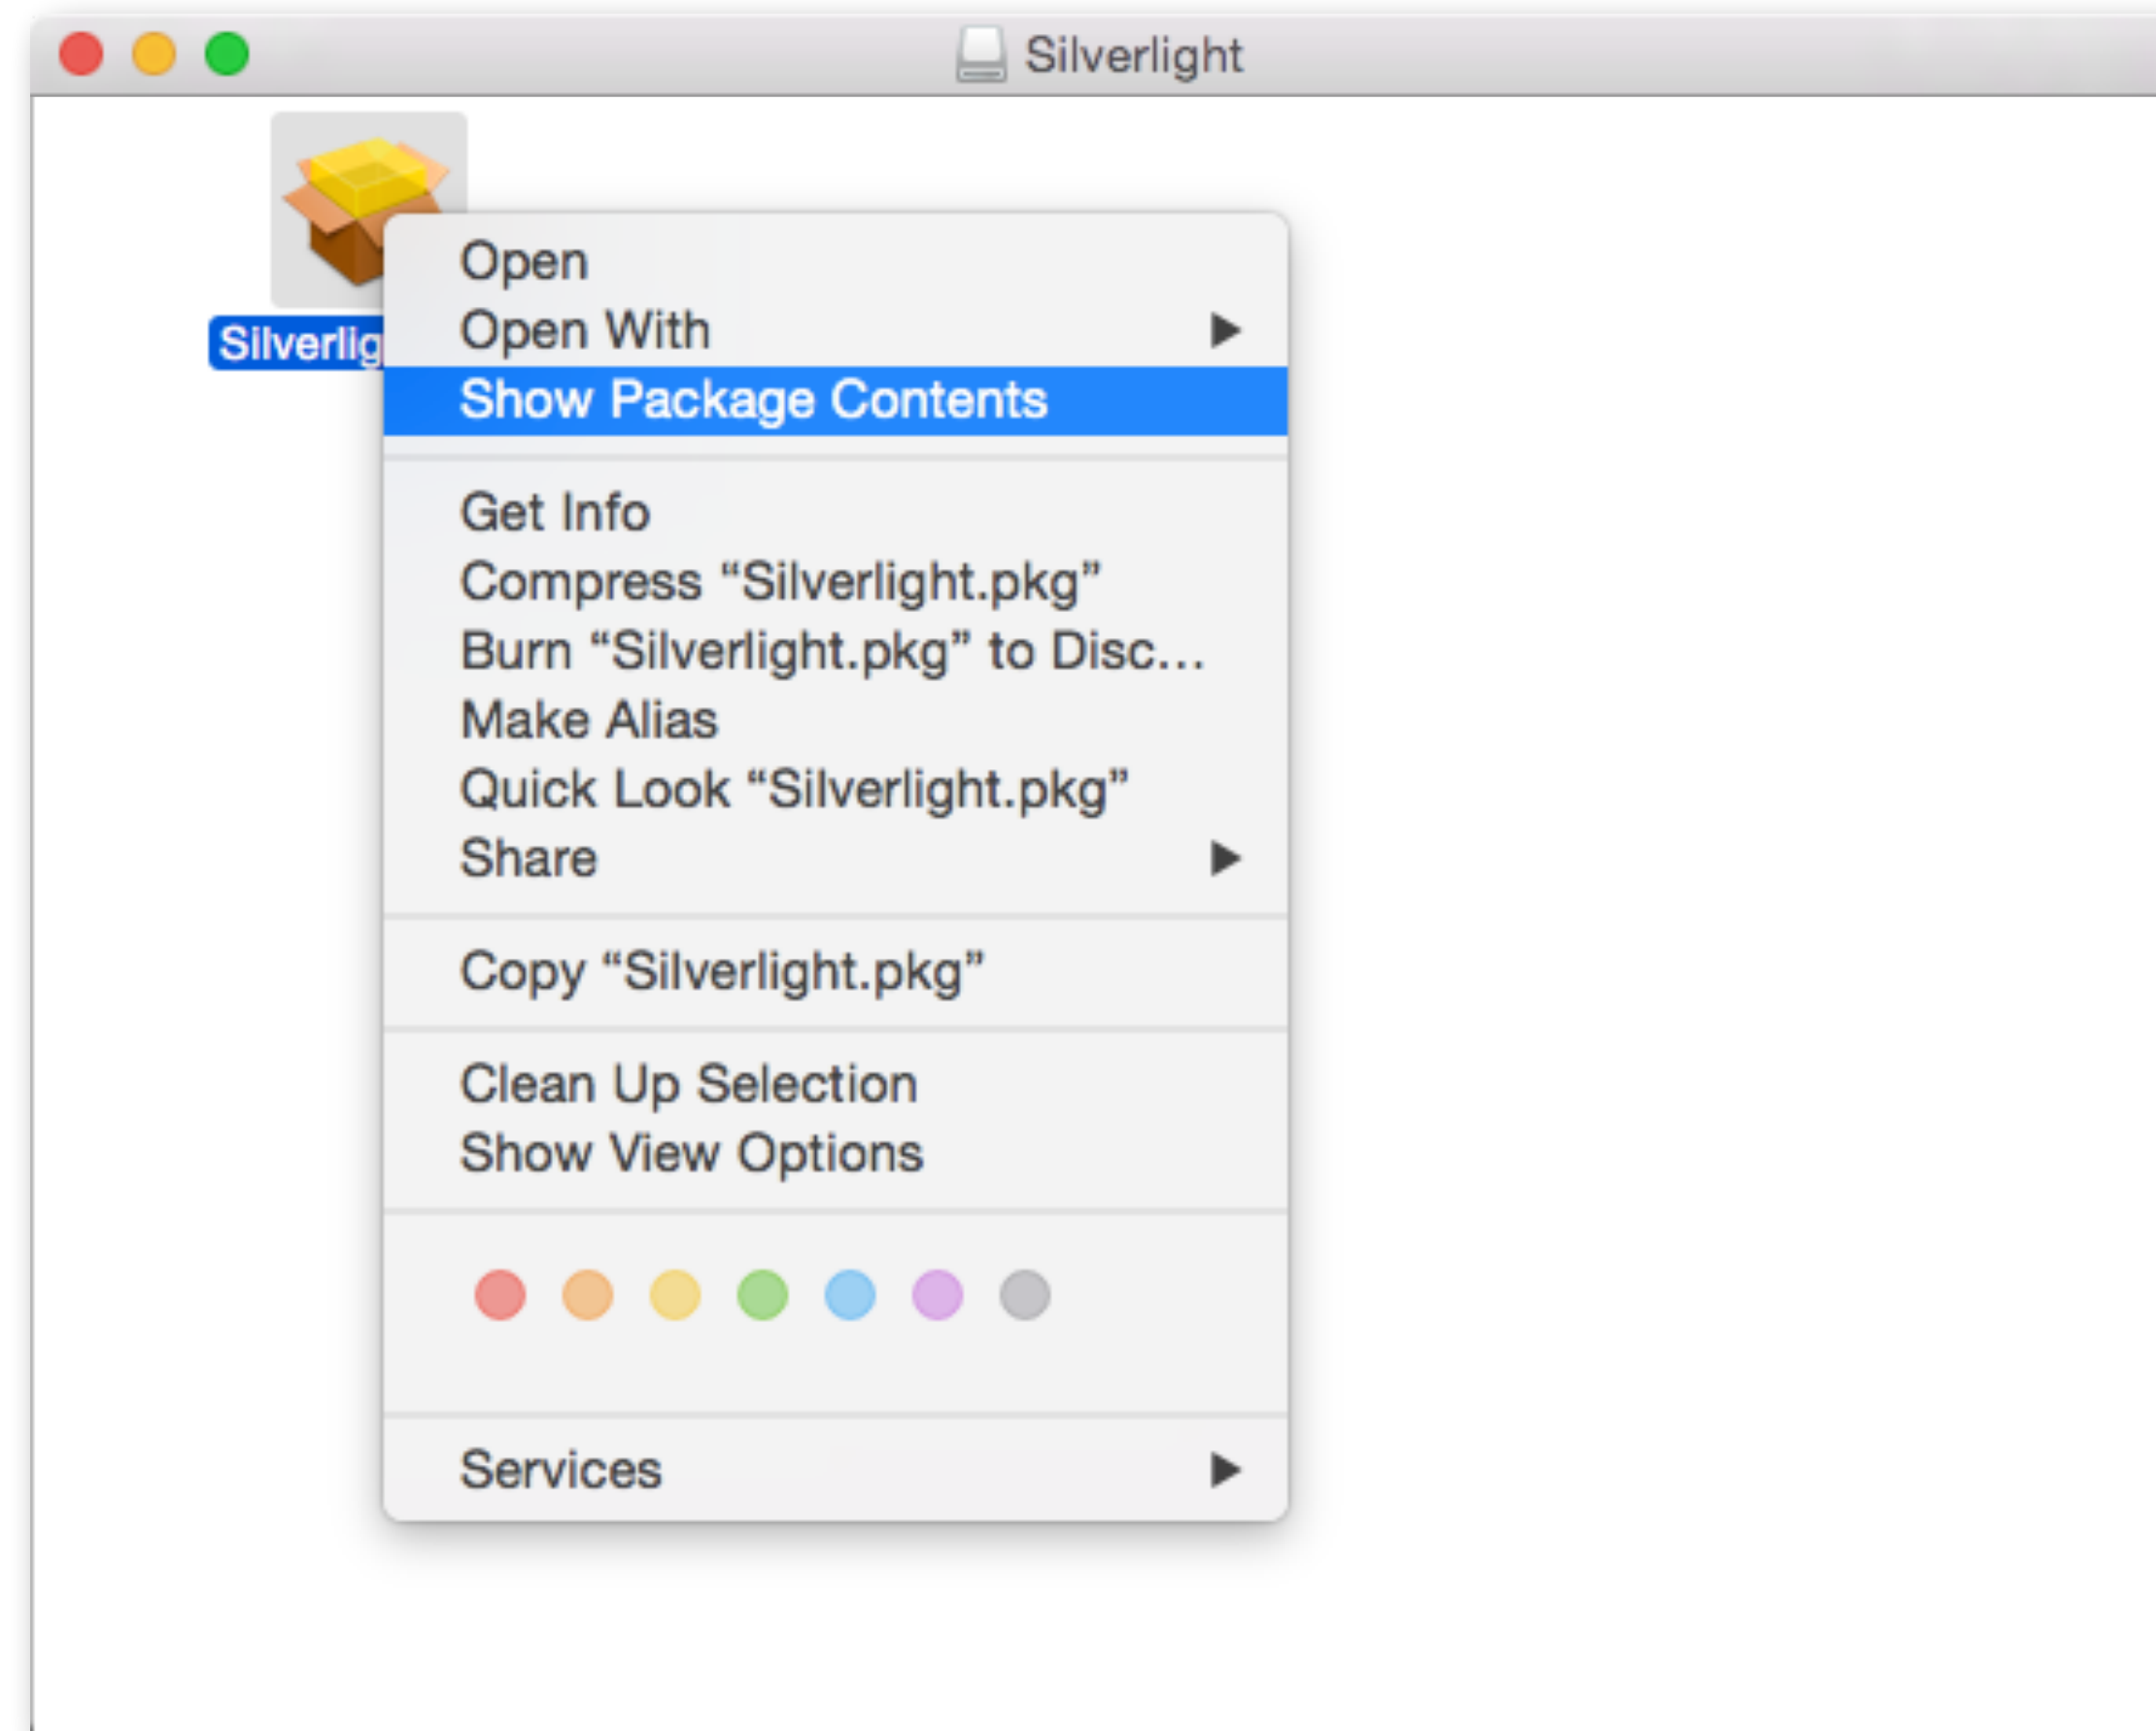 Silverlight
Silverlig
Open
Open With
Show Package Contents
Get Info
Compress “Silverlight.pkg”
Burn “Silverlight.pkg” to Disc…
Make Alias
Quick Look “Silverlight.pkg”
Share
Copy “Silverlight.pkg”
Clean Up Selection
Show View Options
Services